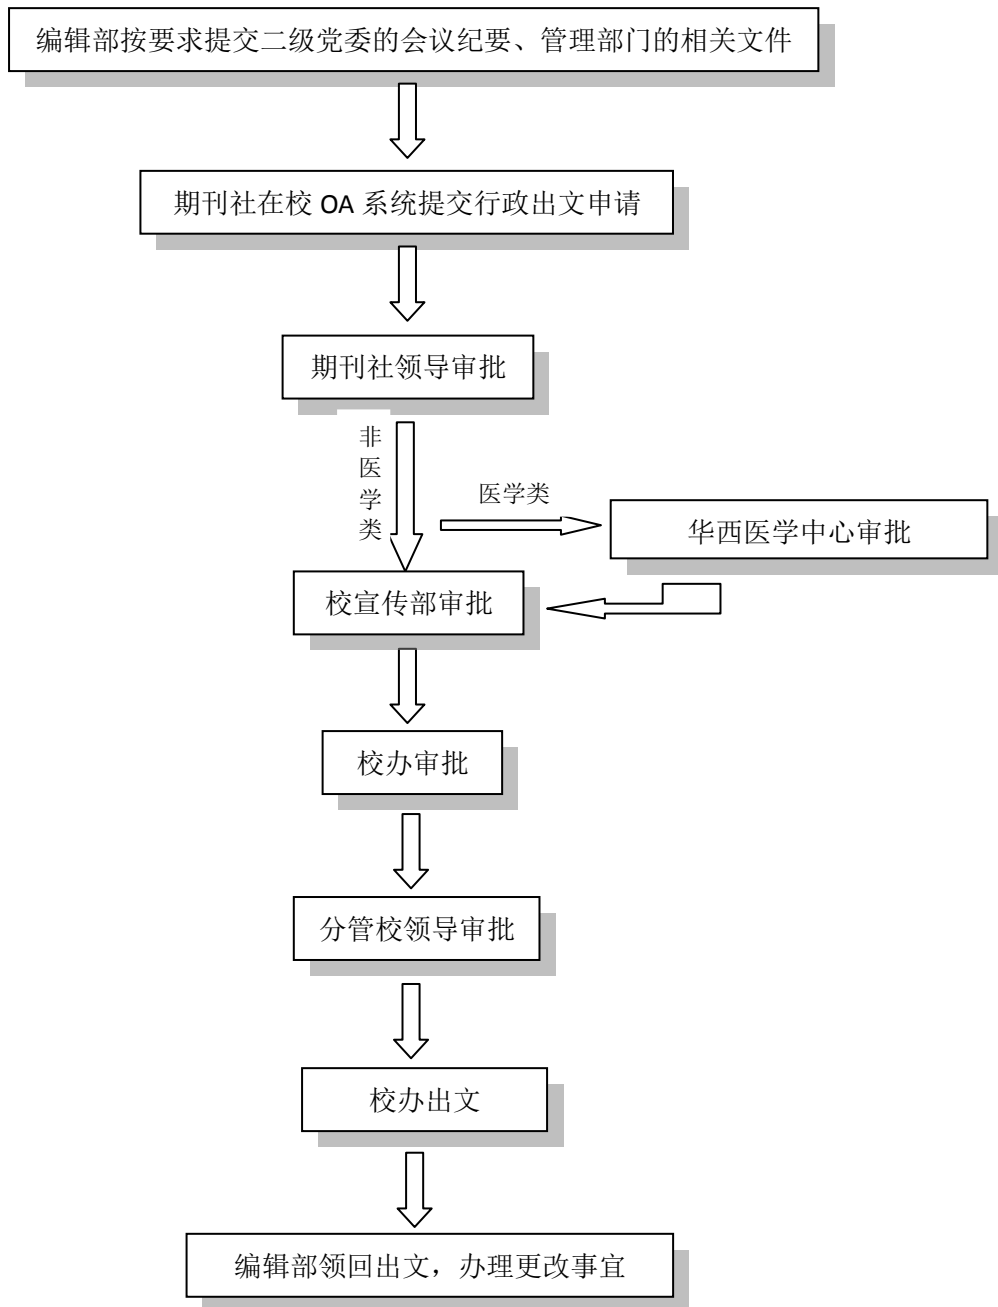 编辑部按要求提交二级党委的会议纪要、管理部门的相关文件
期刊社在校 OA 系统提交行政出文申请
期刊社领导审批
非
医
学
类
医学类
华西医学中心审批
校宣传部审批
校办审批
分管校领导审批
校办出文
编辑部领回出文，办理更改事宜